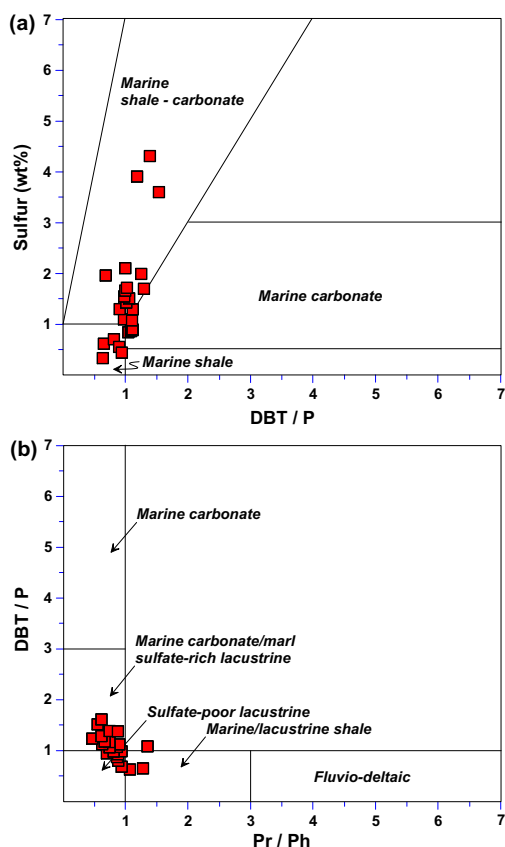 (a)
7
6
5
4
3
2
1
0
Sulfur (wt%)
Marine
shale - carbonate
Marine carbonate
Marine shale
1
2
3
4
5
6
7
DBT / P
(b)
7
6
5
4
3
2
1
DBT / P
Marine carbonate
Marine carbonate/marl
sulfate-rich lacustrine
Sulfate-poor lacustrine
Marine/lacustrine shale
Fluvio-deltaic
0
1
2
3
4
5
6
7
Pr / Ph